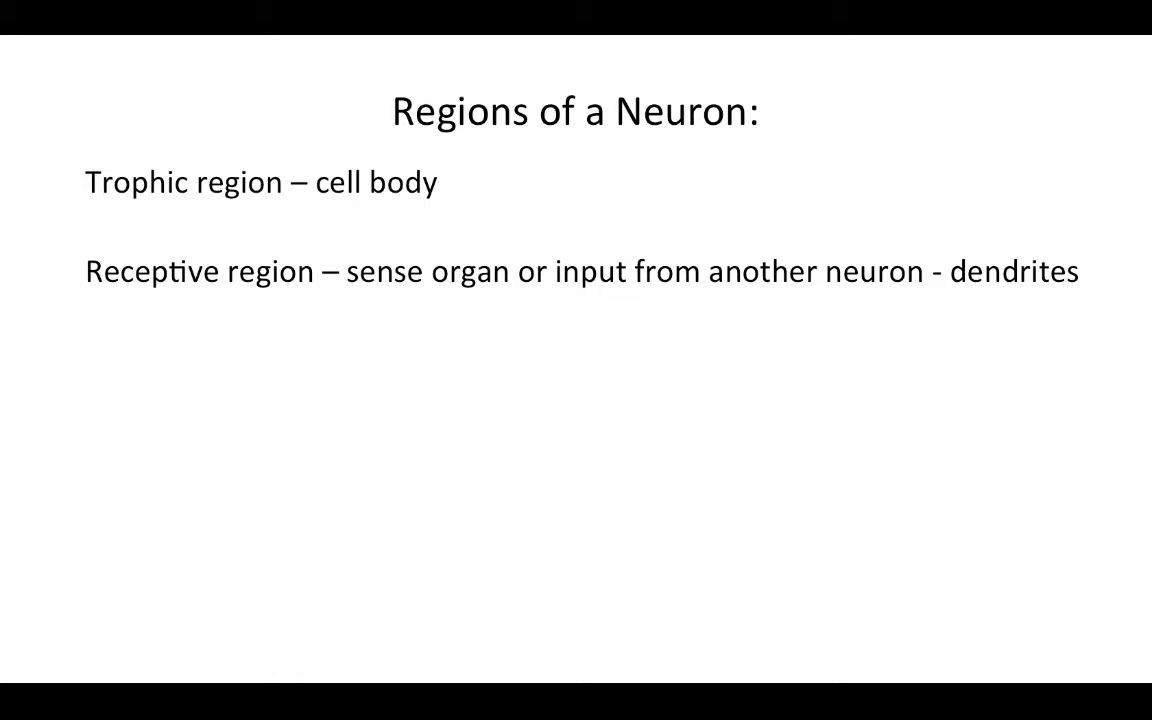 Regions of a Neuron:
Trophic region – cell body
Receptive region – sense organ or input from another neuron - dendrites